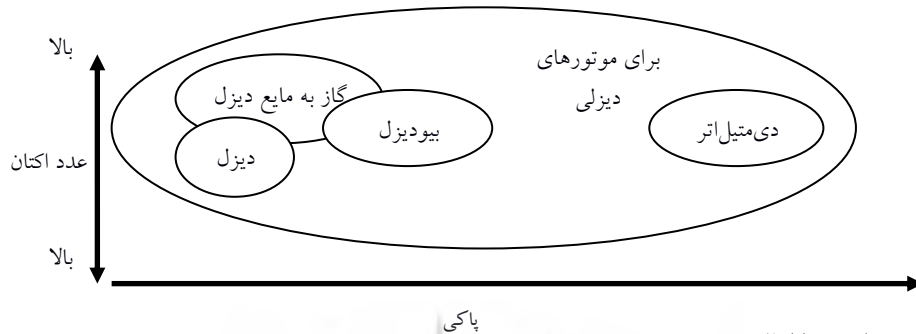 بالا
برای موتورهای
دیزلی
گاز به مایع دیزل
بیودیزل
دی‌متیل‌اتر
دیزل
عدد اکتان
بالا
پاکی